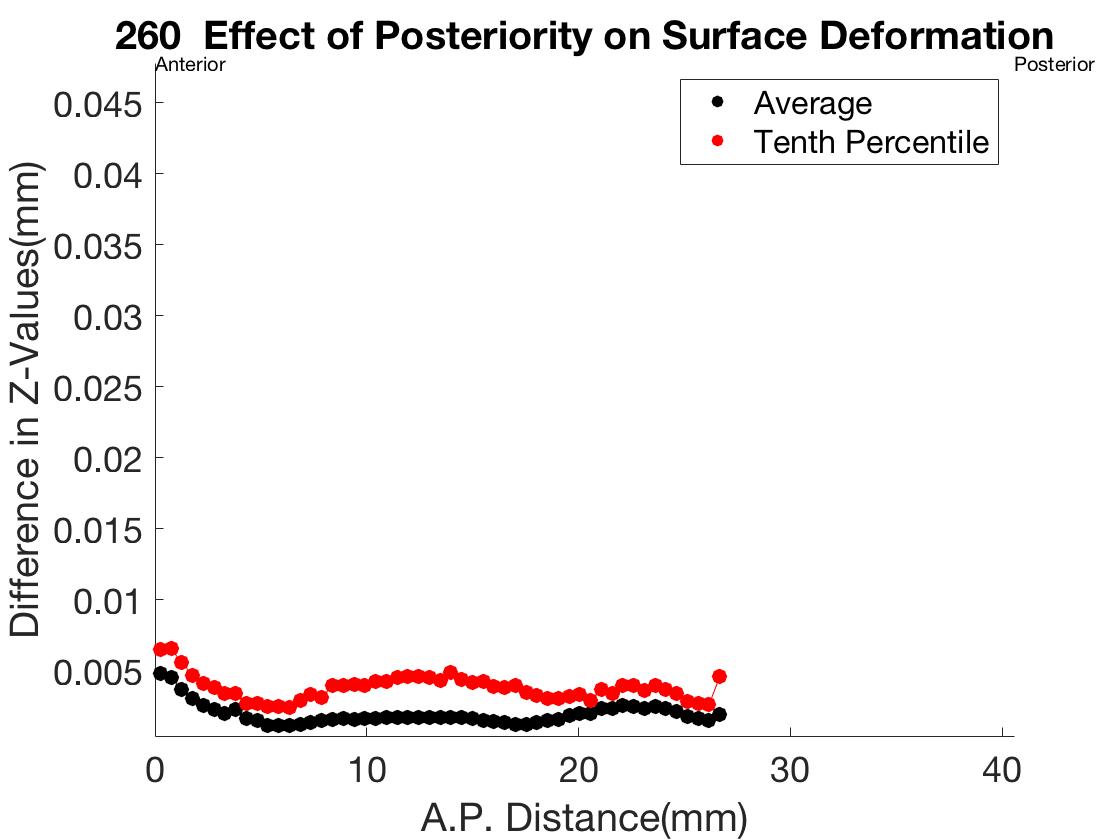 260  Effect of Posteriority on Surface Deformation
Anterior
Posterior
Average
Tenth Percentile
0.045
0.04
0.035
0.03
0.025
0.02
0.015
0.01
0.005
Difference in Z-Values(mm)
0
10
20
30
40
A.P. Distance(mm)